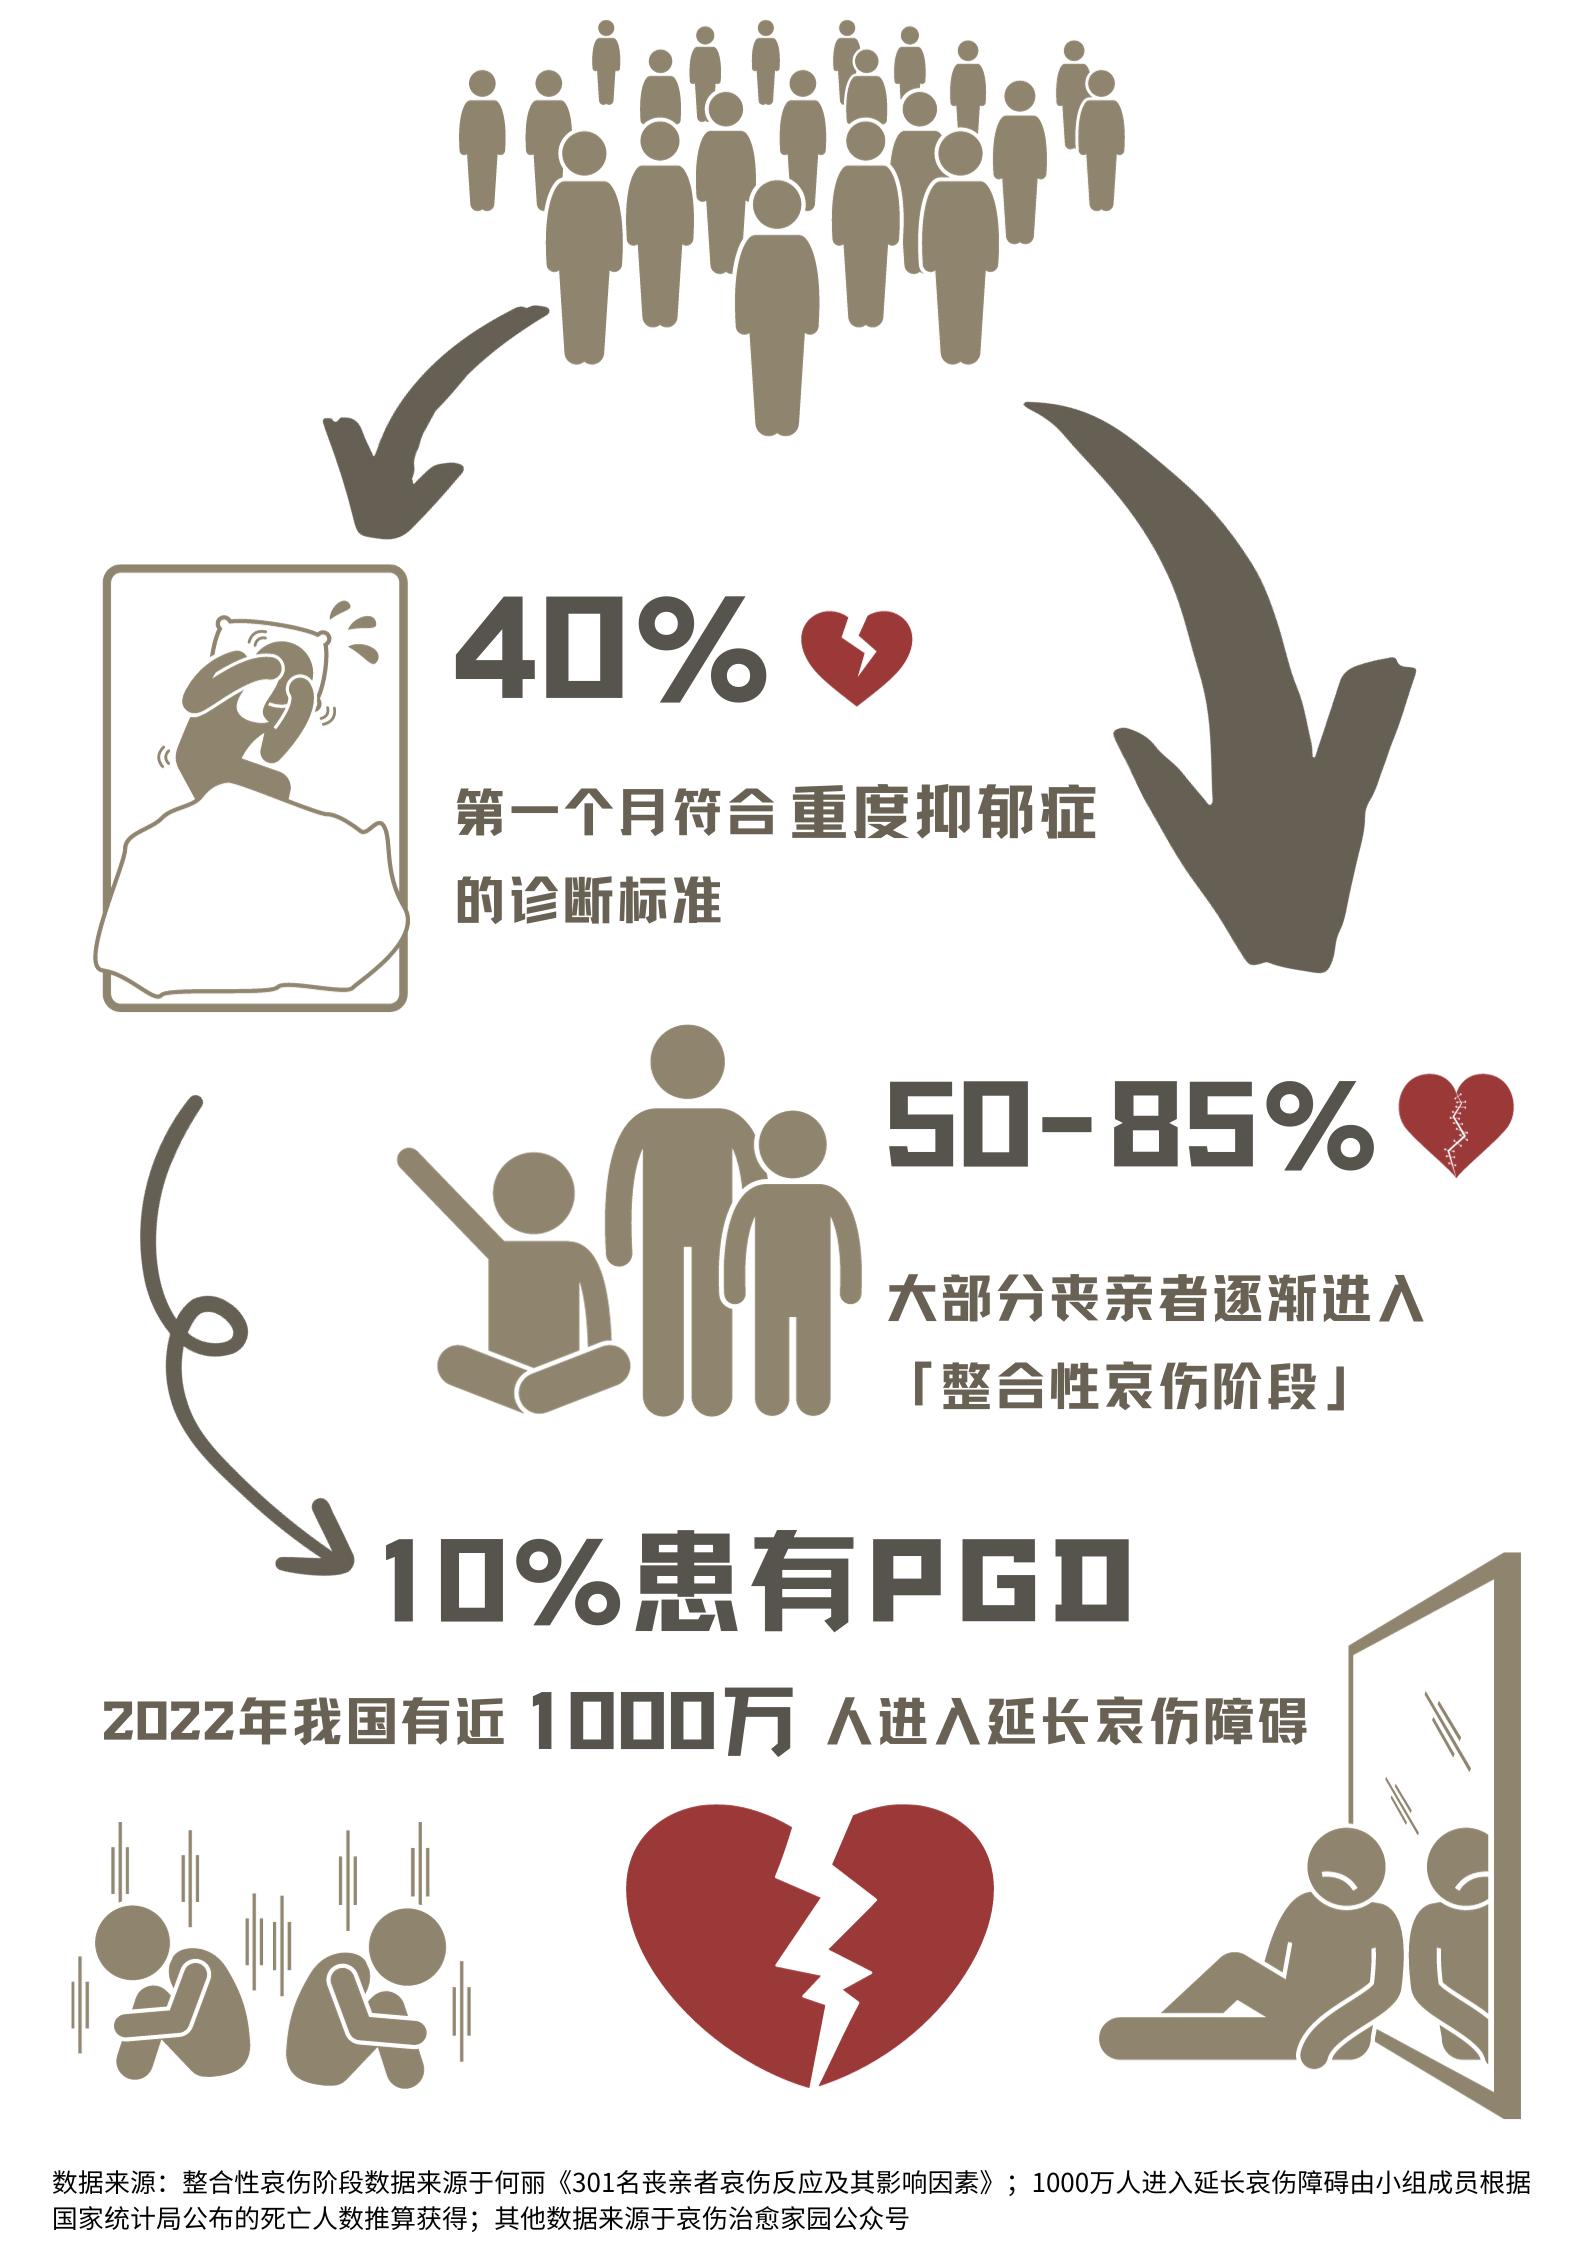 40%
第一个月符合重度抑郁症
的诊断标准
50-85%
大部分丧亲者逐渐进入
「整合性哀伤阶段」
10%患有PGD
2022年我国有近 1000万 人进入延长哀伤障碍
数据来源：整合性哀伤阶段数据来源于何丽《301名丧亲者哀伤反应及其影响因素》；1000万人进入延长哀伤障碍由小组成员根据
国家统计局公布的死亡人数推算获得；其他数据来源于哀伤治愈家园公众号